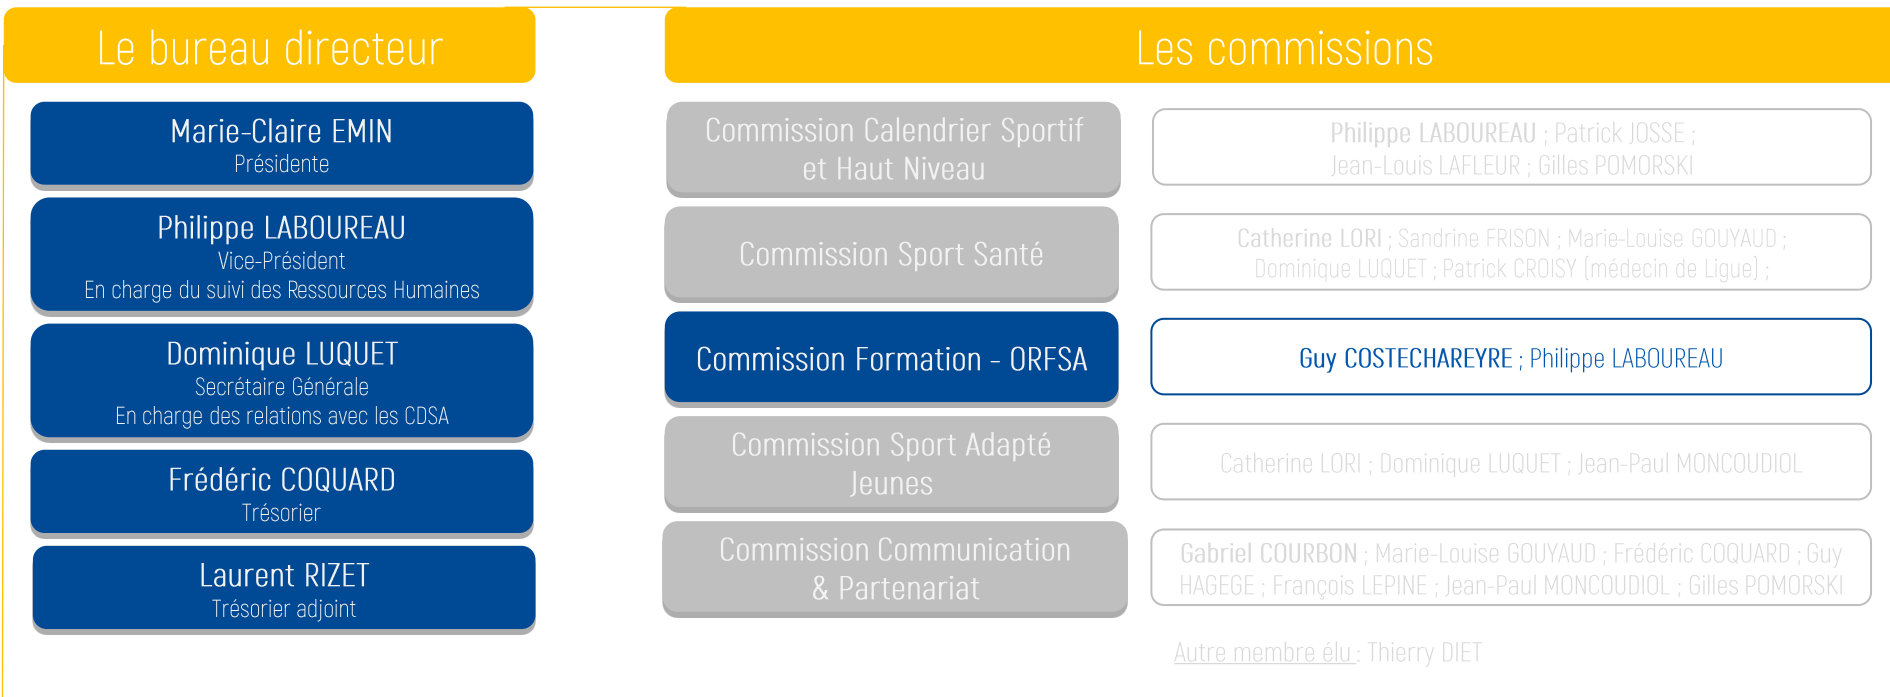 Le bureau directeur
Marie-Claire EMIN
Présidente
Philippe LABOUREAU
Vice-Président
En charge du suivi des Ressources Humaines
Dominique LUQUET
Secrétaire Générale
En charge des relations avec les CDSA
Frédéric COQUARD
Trésorier
Laurent RIZET
Trésorier adjoint
Les commissions
Commission Calendrier Sportif
et Haut Niveau
Philippe LABOUREAU ; Patrick JOSSE ;
Jean-Louis LAFLEUR ; Gilles POMORSKI
Commission Sport Santé
Catherine LORI ; Sandrine FRISON ; Marie-Louise GOUYAUD ;
Dominique LUQUET ; Patrick CROISY (médecin de Ligue) ;
Commission Formation - ORFSA
Guy COSTECHAREYRE ; Philippe LABOUREAU
Commission Sport Adapté
Jeunes
Catherine LORI ; Dominique LUQUET ; Jean-Paul MONCOUDIOL
Commission Communication
& Partenariat
Gabriel COURBON ; Marie-Louise GOUYAUD ; Frédéric COQUARD ; Guy
HAGEGE ; François LEPINE ; Jean-Paul MONCOUDIOL ; Gilles POMORSKI
Autre membre élu : Thierry DIET